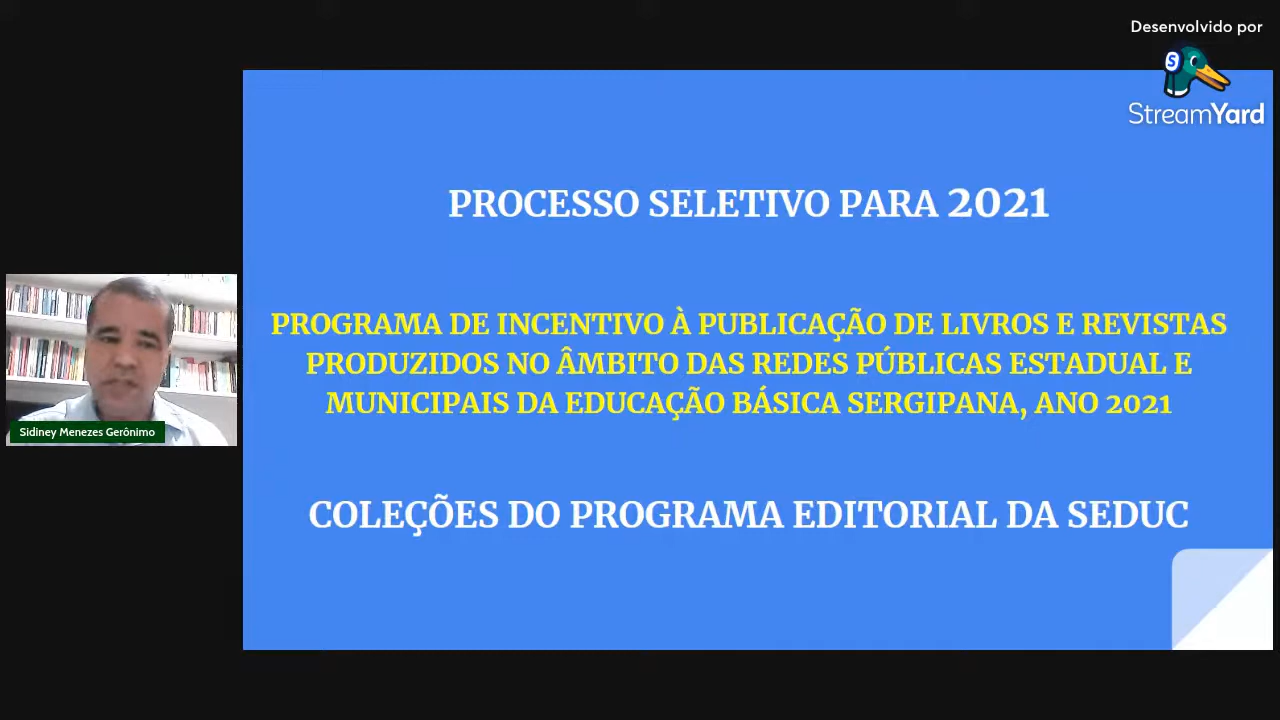 Desenvolvido por
S
StreamYard
PROCESSO SELETIVO PARA 2021
PROGRAMA DE INCENTIVO À PUBLICAÇÃO DE LIVROS E REVISTAS
PRODUZIDOS NO ÂMBITO DAS REDES PÚBLICAS ESTADUAL E
MUNICIPAIS DA EDUCAÇÃO BÁSICA SERGIPANA, ANO 2021
Sidiney Menezes Gerônimo
COLEÇÕES DO PROGRAMA EDITORIAL DA SEDUC